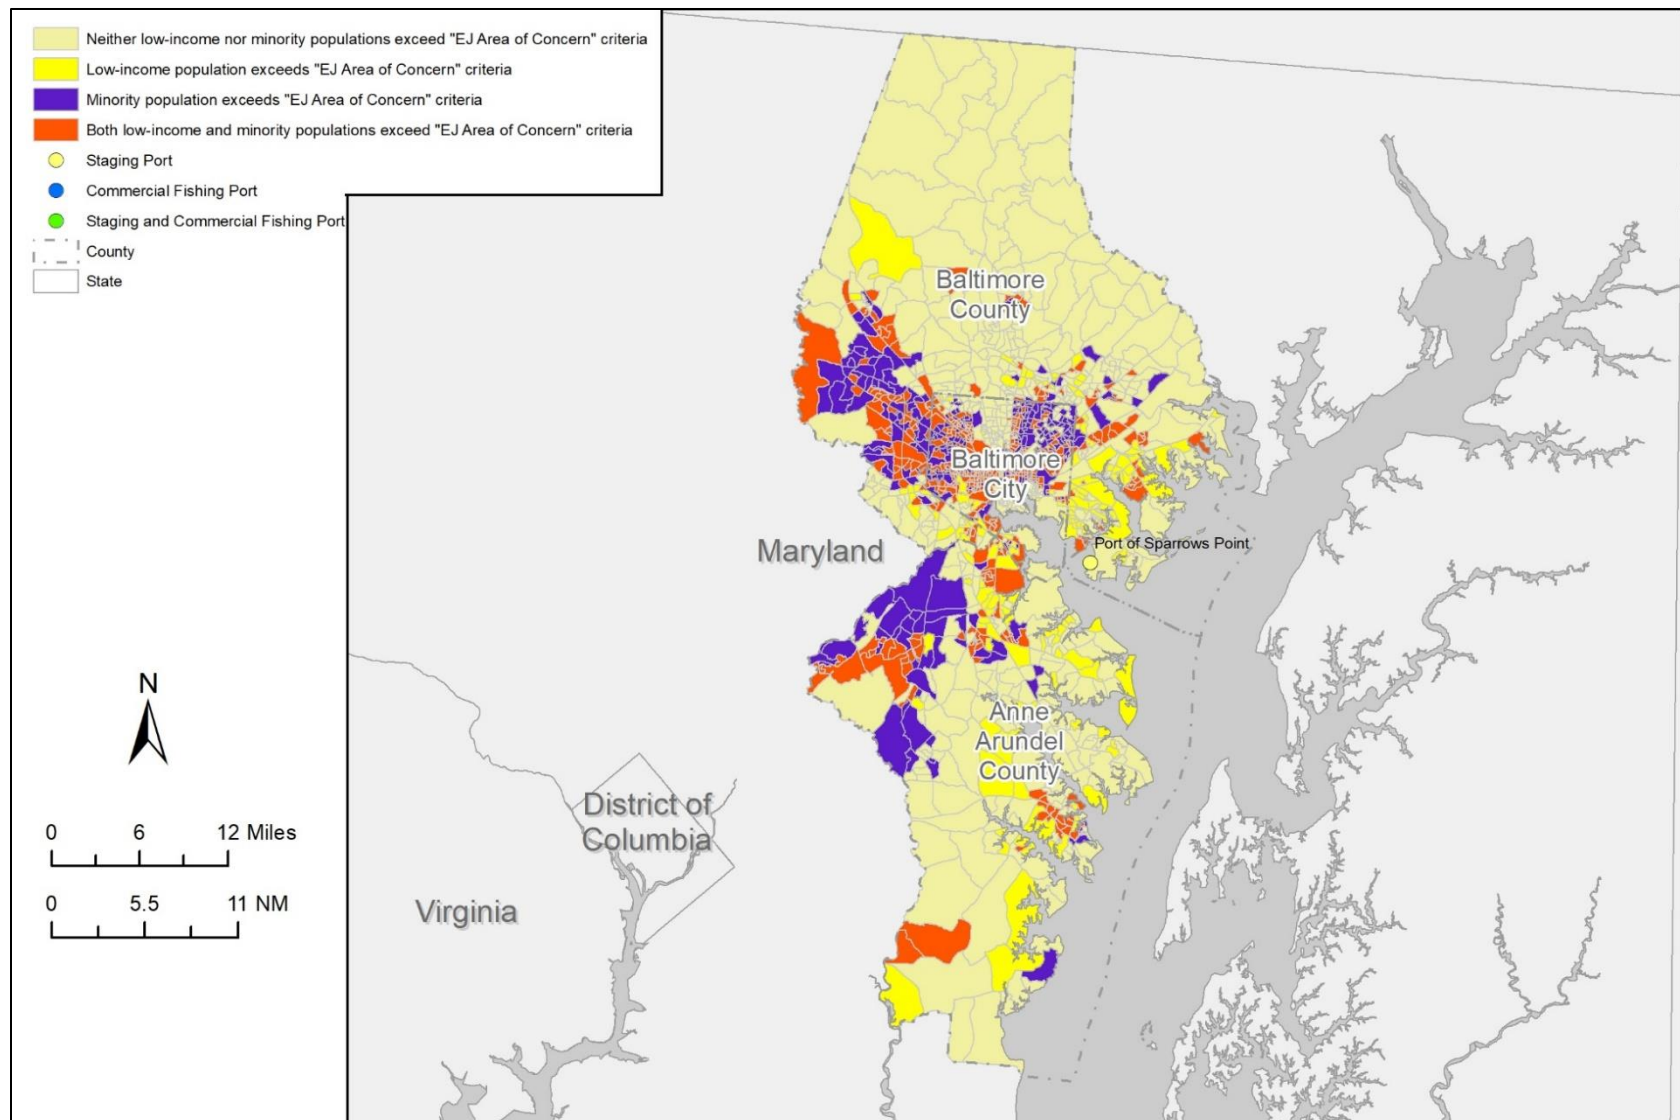 Neither low-income nor minority populations exceed "EJ Area of Concern" criteria
Low-income population exceeds "EJ Area of Concern" criteria
Minority population exceeds "EJ Area of Concern" criteria
Both low-income and minority populations exceed "EJ Area of Concern" criteria
Staging Port
Commercial Fishing Port
Staging and Commercial Fishing Port
County
State
Baltimore
County
Baltimore
City
Port of Sparrows Point
Maryland
N
Anne
Arundel
County
District of
Columbia
Virginia
0 6 12 Miles
0 5.5 11 NM